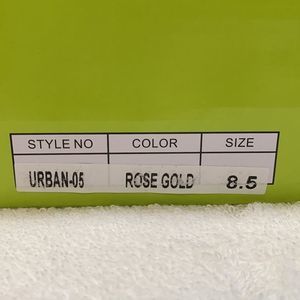 STYLE NO COLOR SIZE
URBAN-05 ROSE GOLD 8.5